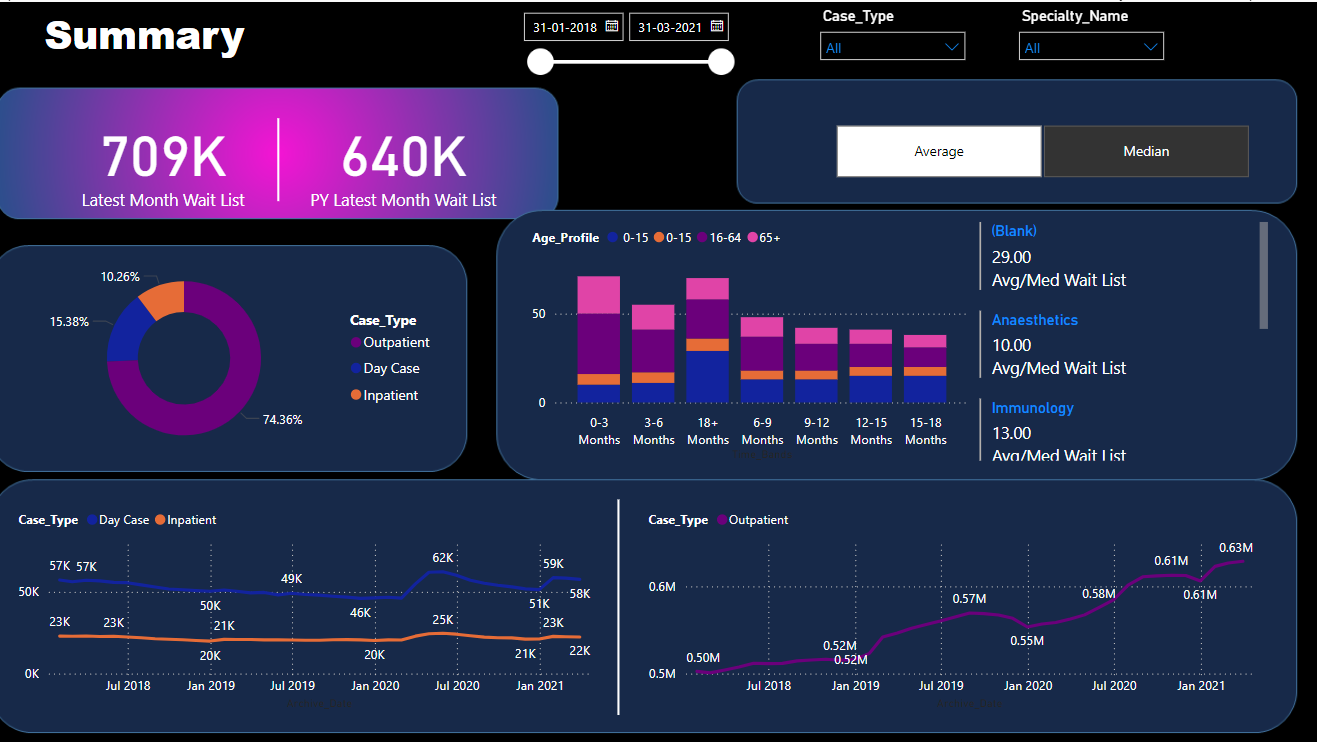 Summary
31-01-2018
31-03-2021
Case_Type
All
Specialty_Name
All
709K
Latest Month Wait List
640K
PY Latest Month Wait List
Average
Median
10.26%
15.38%
74.36%
Case_Type
Outpatient
Day Case
Inpatient
Age_Profile 0-15 0-15 16-64 65+
50
0
0-3 Months
3-6 Months
18+ Months
6-9 Months
9-12 Months
12-15 Months
15-18 Months
(Blank)
29.00
Avg/Med Wait List
Anaesthetics
10.00
Avg/Med Wait List
Immunology
13.00
Avg/Med Wait List
Case_Type Day Case Inpatient
57K 57K 50K 49K 46K 62K 51K 59K 58K
23K 23K 20K 21K 20K 25K 21K 23K 22K
50K
0K
Jul 2018 Jan 2019 Jul 2019 Jan 2020 Jul 2020 Jan 2021
Case_Type Outpatient
0.50M 0.52M 0.52M 0.57M 0.55M 0.58M 0.61M 0.61M 0.63M
0.6M
0.5M
Jul 2018 Jan 2019 Jul 2019 Jan 2020 Jul 2020 Jan 2021